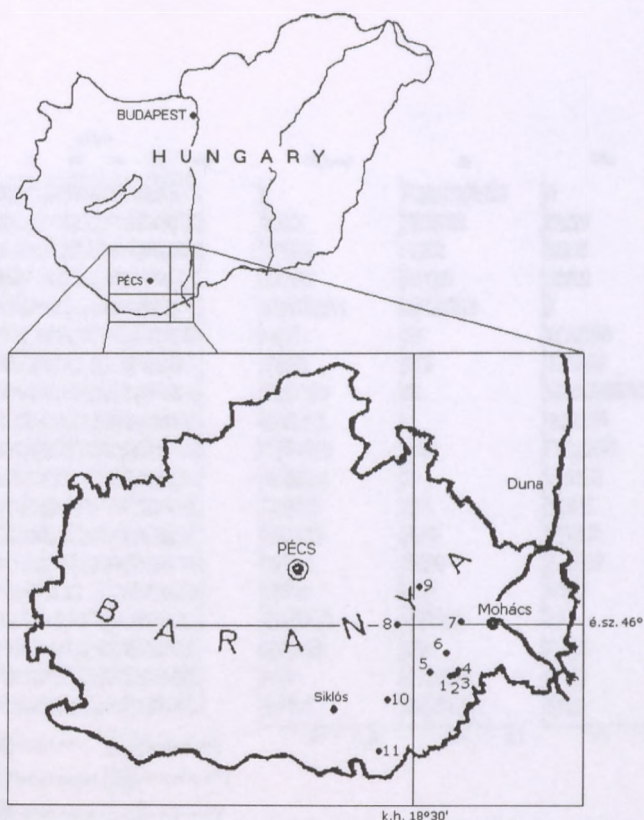 BUDAPEST
HUNGARY
PÉCS
Duna
PÉCS
BARANYA
9
Mohács
8
7
é.sz. 46°
6
5
4
1 2 3
Siklós
10
11
k.h. 18°30'